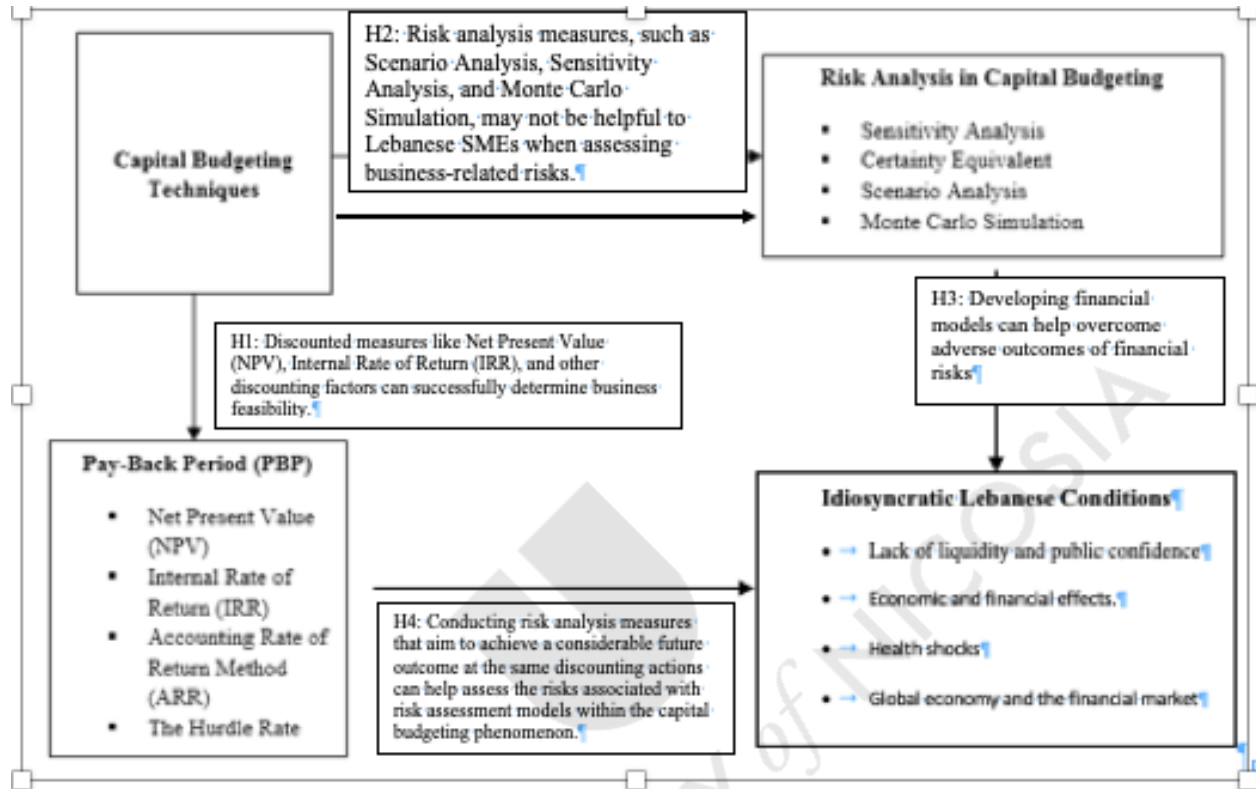 H2: Risk analysis measures, such as
Scenario Analysis, Sensitivity
Analysis, and Monte Carlo
Simulation, may not be helpful to
Lebanese SMEs when assessing
business-related risks.¶
Capital Budgeting
Techniques
Risk Analysis in Capital Budgeting
▪ Sensitivity Analysis
▪ Certainty Equivalent
▪ Scenario Analysis
▪ Monte Carlo Simulation
H3: Developing financial
models can help overcome
adverse outcomes of financial
risks¶
H1: Discounted measures like Net Present Value
(NPV), Internal Rate of Return (IRR), and other
discounting factors can successfully determine business
feasibility.¶
Pay-Back Period (PBP)
▪ Net Present Value
(NPV)
▪ Internal Rate of
Return (IRR)
▪ Accounting Rate of
Return Method
(ARR)
▪ The Hurdle Rate
H4: Conducting risk analysis measures
that aim to achieve a considerable future
outcome at the same discounting actions
can help assess the risks associated with
risk assessment models within the capital
budgeting phenomenon.¶
Idiosyncratic Lebanese Conditions¶
• → Lack of liquidity and public confidence¶
• → Economic and financial effects.¶
• → Health shocks¶
• → Global economy and the financial market¶
¶
of NICOSIA